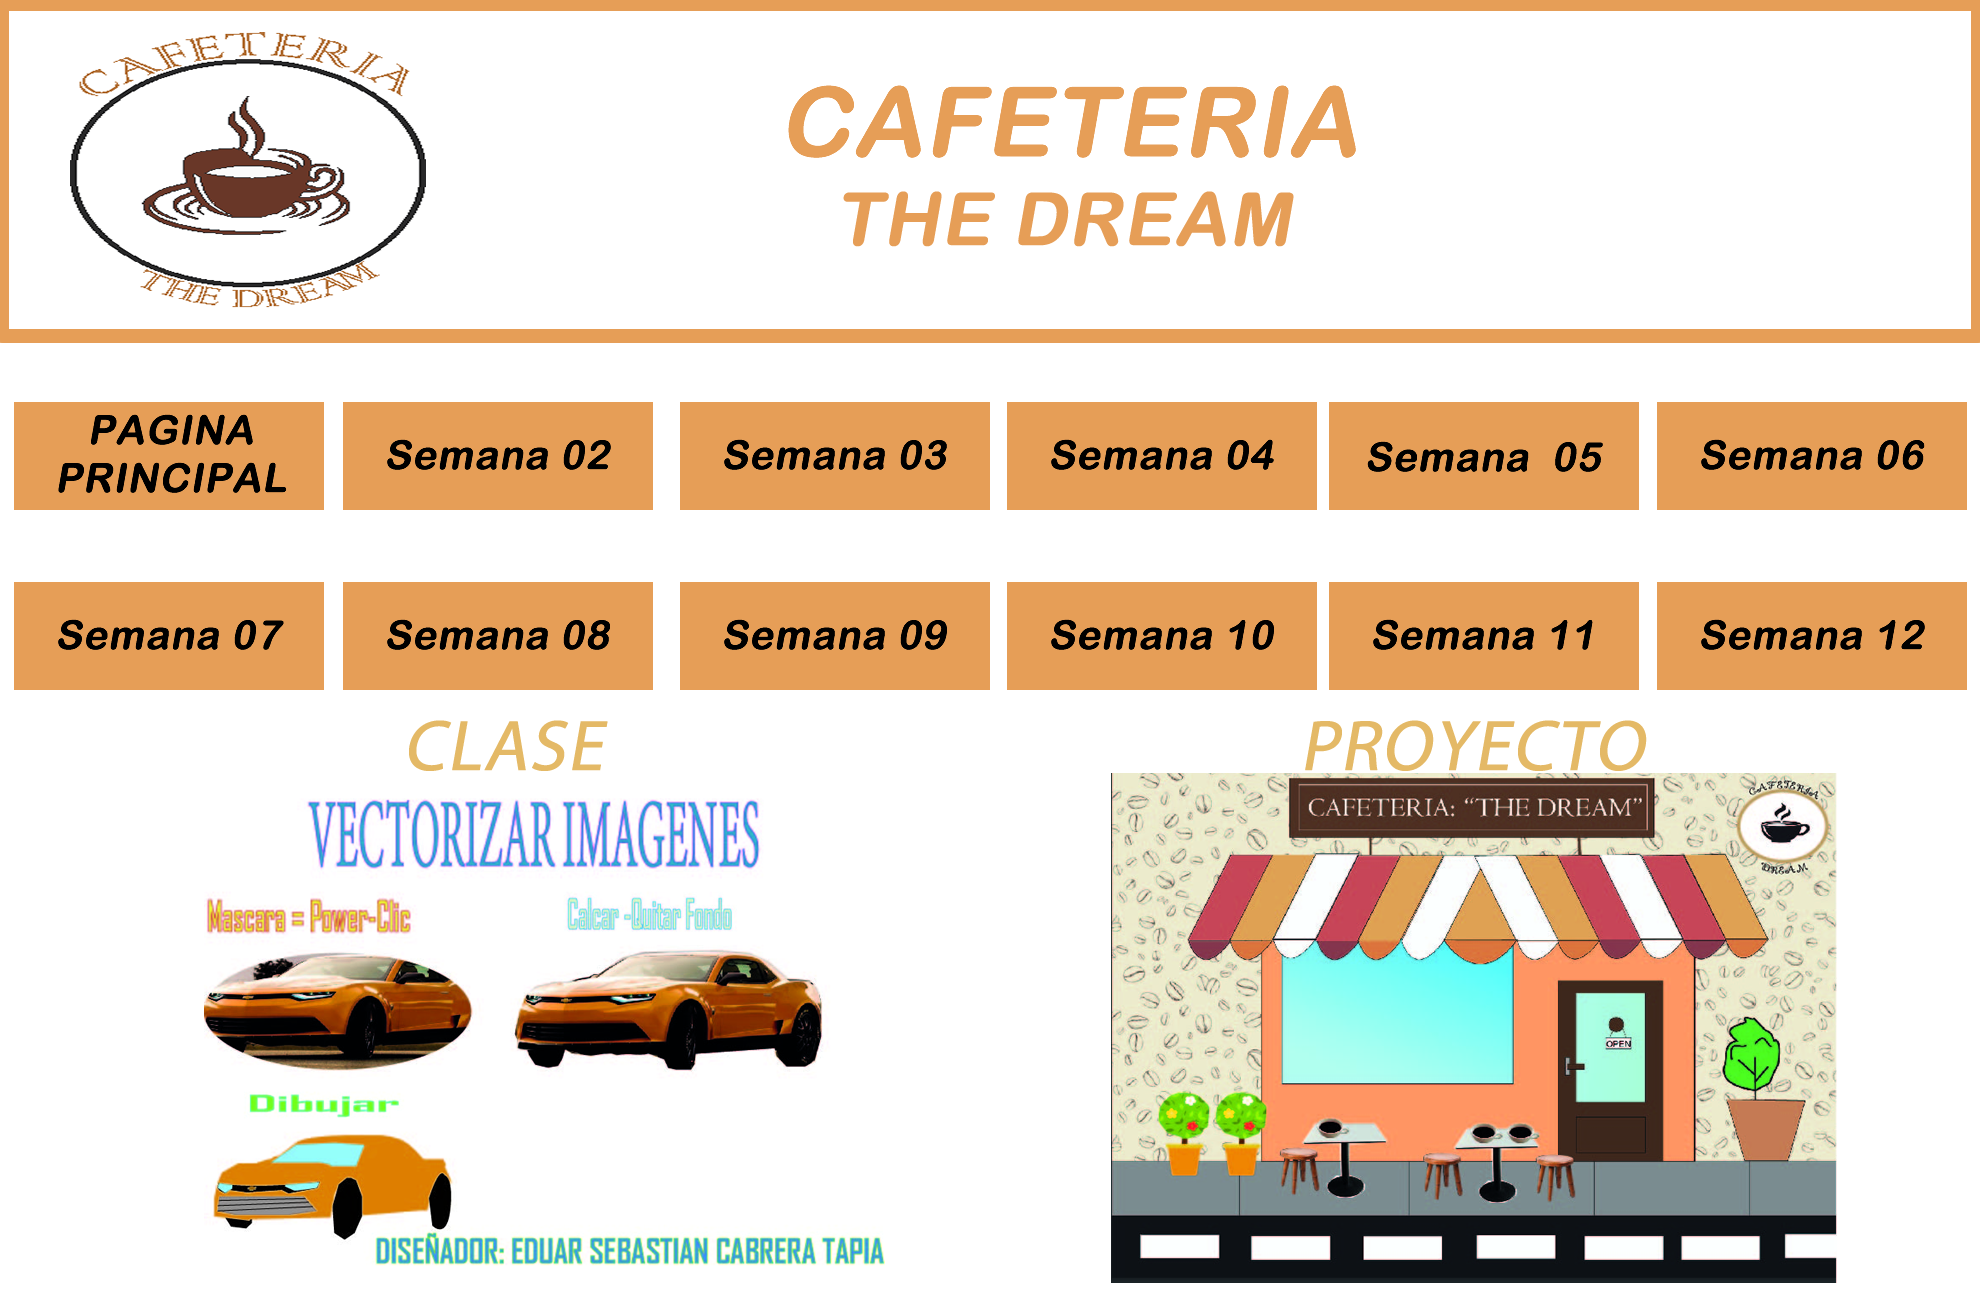 CAFETERIA
THE DREAM
CAFETERIA
THE DREAM
PAGINA
PRINCIPAL
Semana 02
Semana 03
Semana 04
Semana  05
Semana 06
Semana 07
Semana 08
Semana 09
Semana 10
Semana 11
Semana 12
CLASE
VECTORIZAR IMAGENES
Mascara = Power-Clic
Calcar -Quitar Fondo
Dibujar
DISEÑADOR: EDUAR SEBASTIAN CABRERA TAPIA
PROYECTO
CAFETERIA: “THE DREAM”
CAFETERIA
DREAM
OPEN